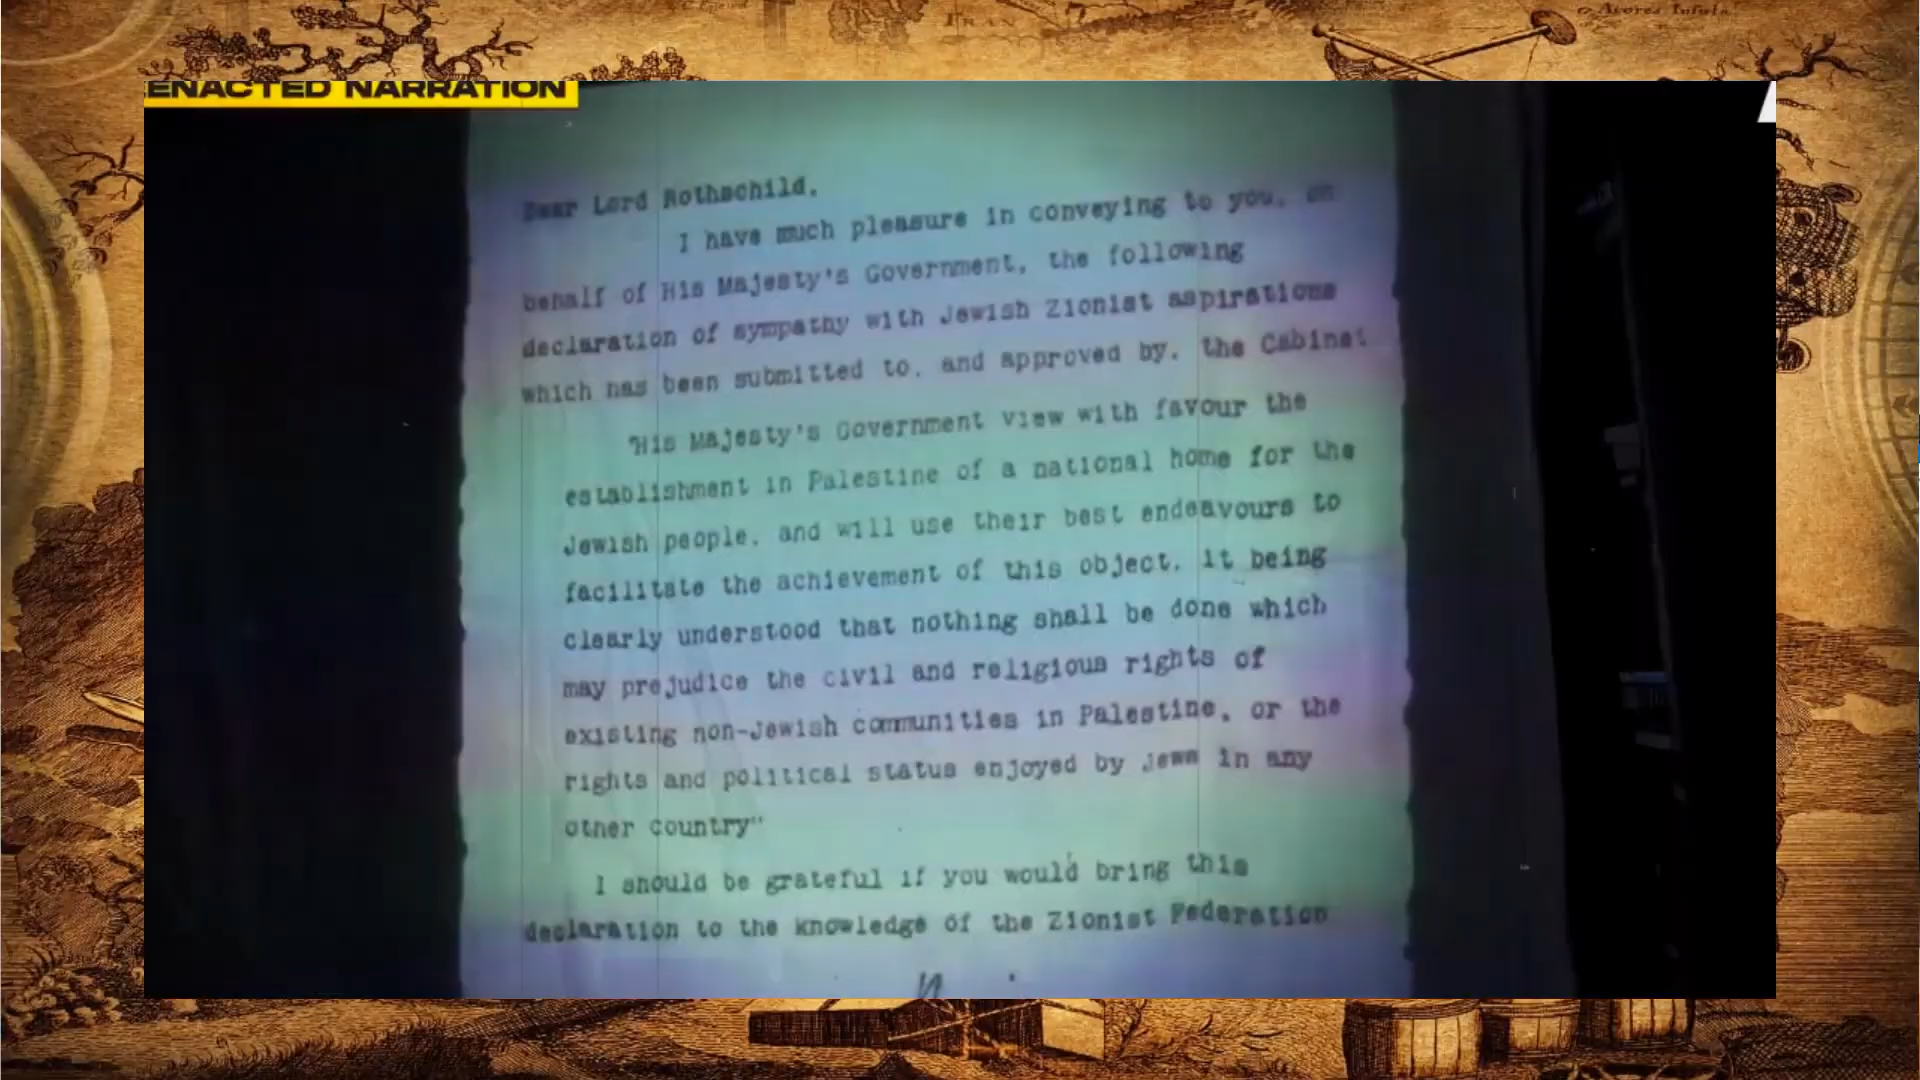 ENACTED NARRATION
Fran
Acores Insula
Dear Lord Rothschild,
I have much pleasure in conveying to you, on
behalf of His Majesty's Government, the following
declaration of sympathy with Jewish Zionist aspirations
which has been submitted to, and approved by, the Cabinet
"His Majesty's Government view with favour the
establishment in Palestine of a national home for the
Jewish people, and will use their best endeavours to
facilitate the achievement of this object, it being
clearly understood that nothing shall be done which
may prejudice the civil and religious rights of
existing non-Jewish communities in Palestine, or the
rights and political status enjoyed by Jews in any
other country"
I should be grateful if you would bring this
declaration to the knowledge of the Zionist Federation